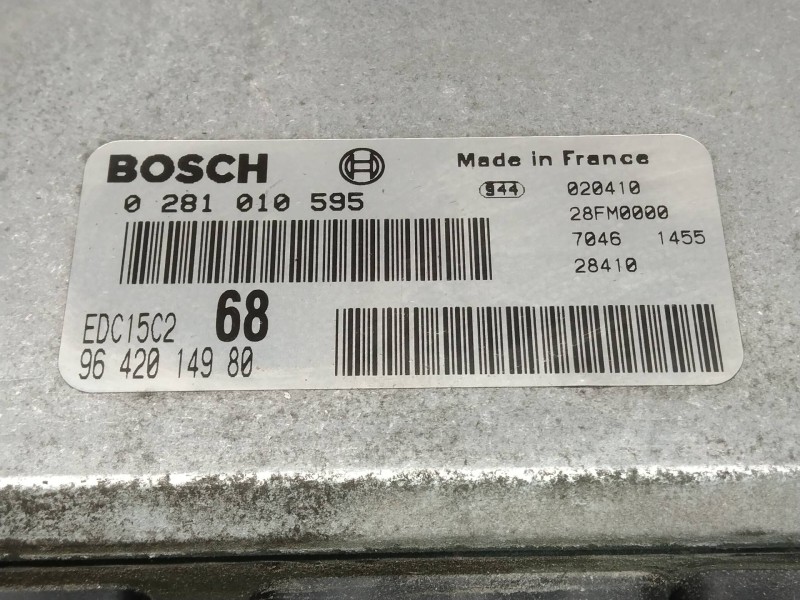 BOSCH Made in France
0 281 010 595 944 020410
28FM0000
7046 1455
28410
EDC15C2 68
96 420 149 80